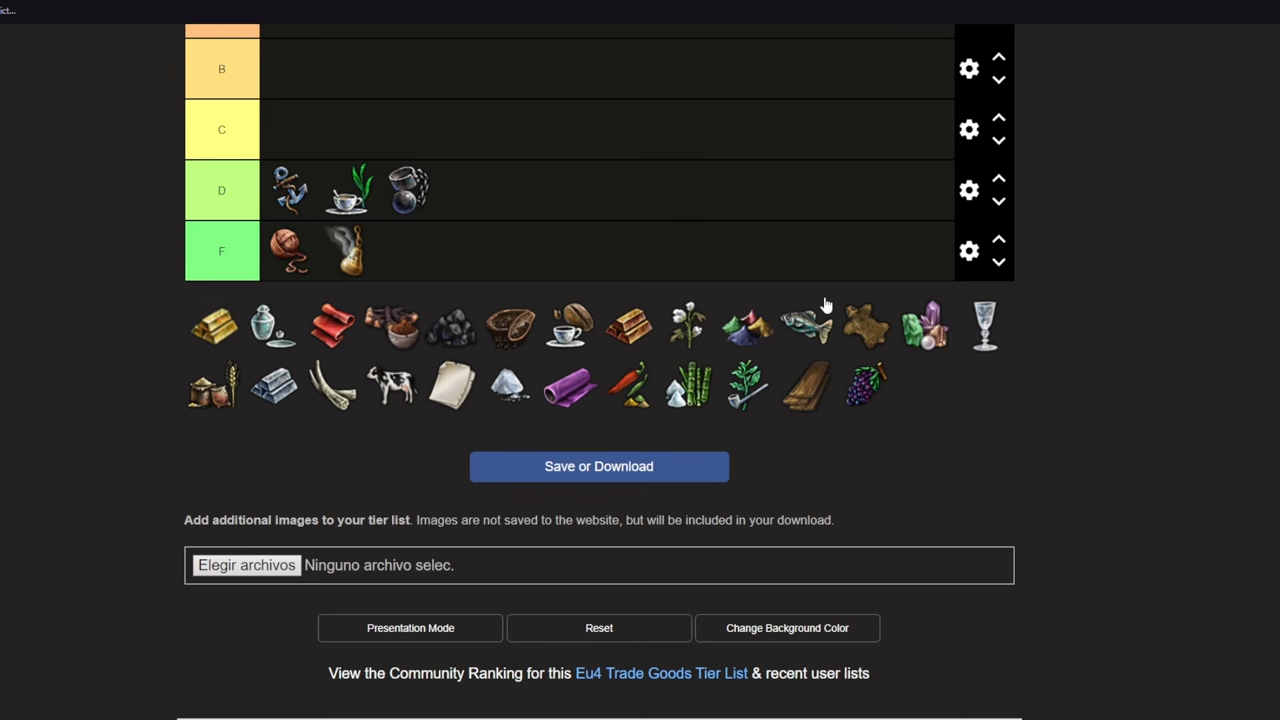 ict...
B
C
D
F
Save or Download
Add additional images to your tier list. Images are not saved to the website, but will be included in your download.
Elegir archivos Ninguno archivo selec.
Presentation Mode Reset Change Background Color
View the Community Ranking for this Eu4 Trade Goods Tier List & recent user lists